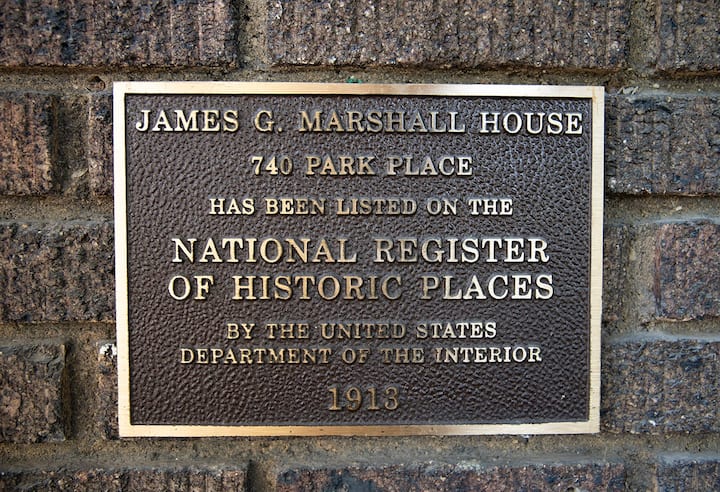 JAMES G. MARSHALL HOUSE
740 PARK PLACE
HAS BEEN LISTED ON THE
NATIONAL REGISTER
OF HISTORIC PLACES
BY THE UNITED STATES
DEPARTMENT OF THE INTERIOR
1913